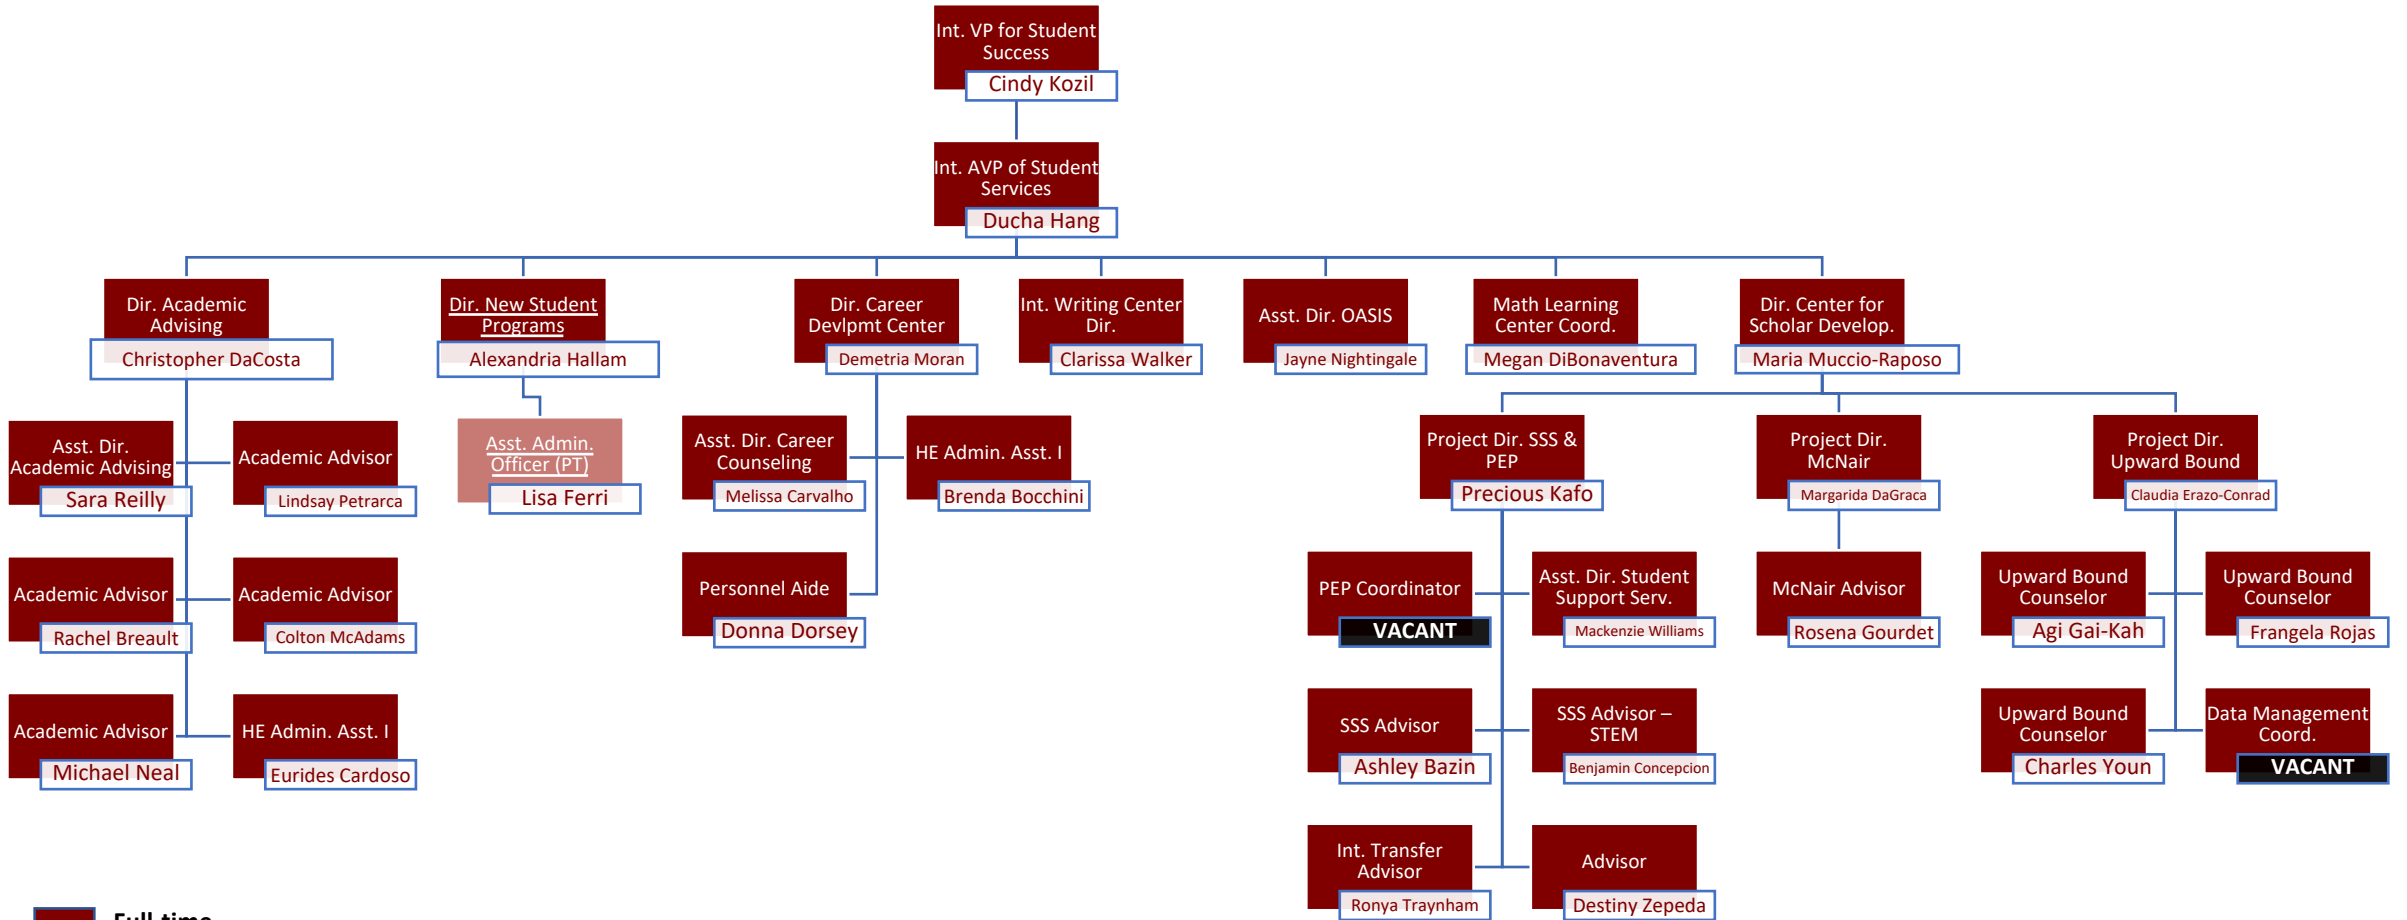 Int. VP for Student
Success
Cindy Kozil
Int. AVP of Student
Services
Ducha Hang
Dir. Academic
Advising
Christopher DaCosta
Dir. New Student
Programs
Alexandria Hallam
Dir. Career
Devlpmt Center
Demetria Moran
Int. Writing Center
Dir.
Clarissa Walker
Asst. Dir. OASIS
Jayne Nightingale
Math Learning
Center Coord.
Megan DiBonaventura
Dir. Center for
Scholar Develop.
Maria Muccio-Raposo
Asst. Dir.
Academic Advising
Sara Reilly
Academic Advisor
Lindsay Petrarca
Asst. Admin.
Officer (PT)
Lisa Ferri
Asst. Dir. Career
Counseling
Melissa Carvalho
HE Admin. Asst. I
Brenda Bocchini
Project Dir. SSS &
PEP
Precious Kafo
Project Dir.
McNair
Margarida DaGraca
Project Dir.
Upward Bound
Claudia Erazo-Conrad
Academic Advisor
Rachel Breault
Academic Advisor
Colton McAdams
Personnel Aide
Donna Dorsey
PEP Coordinator
VACANT
Asst. Dir. Student
Support Serv.
Mackenzie Williams
McNair Advisor
Rosena Gourdet
Upward Bound
Counselor
Agi Gai-Kah
Upward Bound
Counselor
Frangela Rojas
Academic Advisor
Michael Neal
HE Admin. Asst. I
Eurides Cardoso
SSS Advisor
Ashley Bazin
SSS Advisor –
STEM
Benjamin Concepcion
Upward Bound
Counselor
Charles Youn
Data Management
Coord.
VACANT
Int. Transfer
Advisor
Ronya Traynham
Advisor
Destiny Zepeda
Full-time